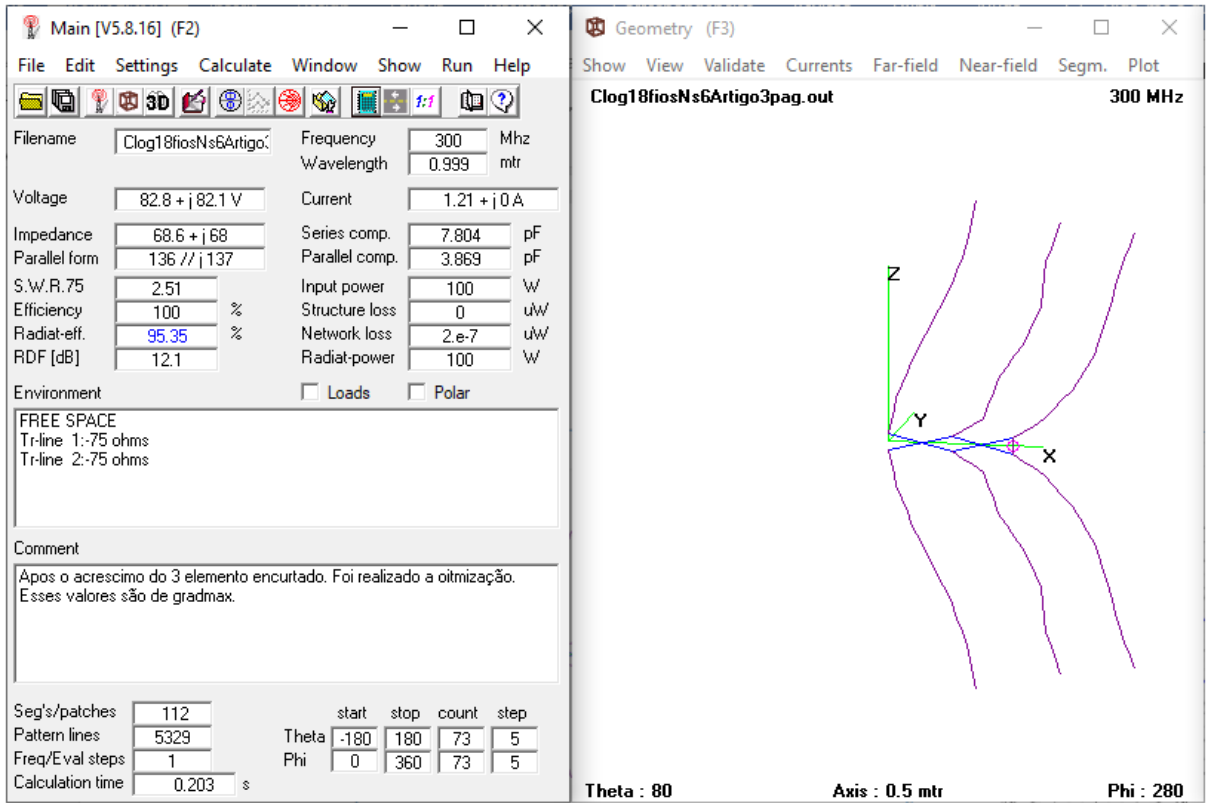 Main [V5.8.16] (F2)
File Edit Settings Calculate Window Show Run Help
3D 1:1
Filename Clog18fiosNs6Artigo3 Frequency 300 Mhz
Wavelength 0.999 mtr
Voltage 82.8 + j 82.1 V Current 1.21 + j 0 A
Impedance 68.6 + j 68 Series comp. 7.804 pF
Parallel form 136 // j 137 Parallel comp. 3.869 pF
S.W.R.75 2.51 Input power 100 W
Efficiency 100 % Structure loss 0 uW
Radiat-eff. 95.35 % Network loss 2.e-7 uW
RDF [dB] 12.1 Radiat-power 100 W
Environment Loads Polar
FREE SPACE
Tr-line 1:-75 ohms
Tr-line 2:-75 ohms
Comment
Apos o acrescimo do 3 elemento encurtado. Foi realizado a oitmização.
Esses valores são de gradmax.
Seg's/patches 112 start stop count step
Pattern lines 5329 Theta -180 180 73 5
Freq/Eval steps 1 Phi 0 360 73 5
Calculation time 0.203 s
Geometry (F3)
Show View Validate Currents Far-field Near-field Segm. Plot
Clog18fiosNs6Artigo3pag.out 300 MHz
Z
Y
X
Theta : 80 Axis : 0.5 mtr Phi : 280